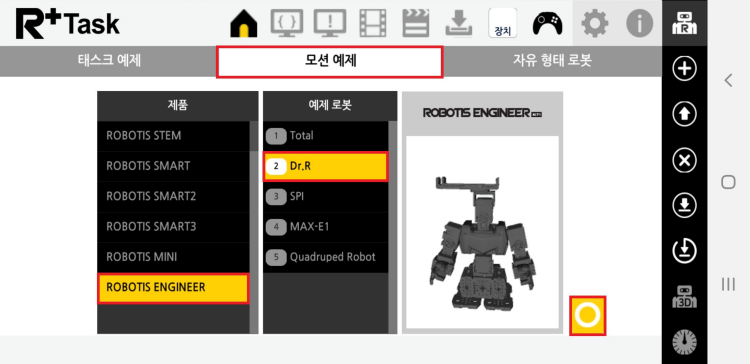 R+Task
장치
R
태스크 예제
모션 예제
자유 형태 로봇
제품
ROBOTIS STEM
ROBOTIS SMART
ROBOTIS SMART2
ROBOTIS SMART3
ROBOTIS MINI
ROBOTIS ENGINEER
예제 로봇
1 Total
2 Dr.R
3 SPI
4 MAX-E1
5 Quadruped Robot
ROBOTIS ENGINEER
3D